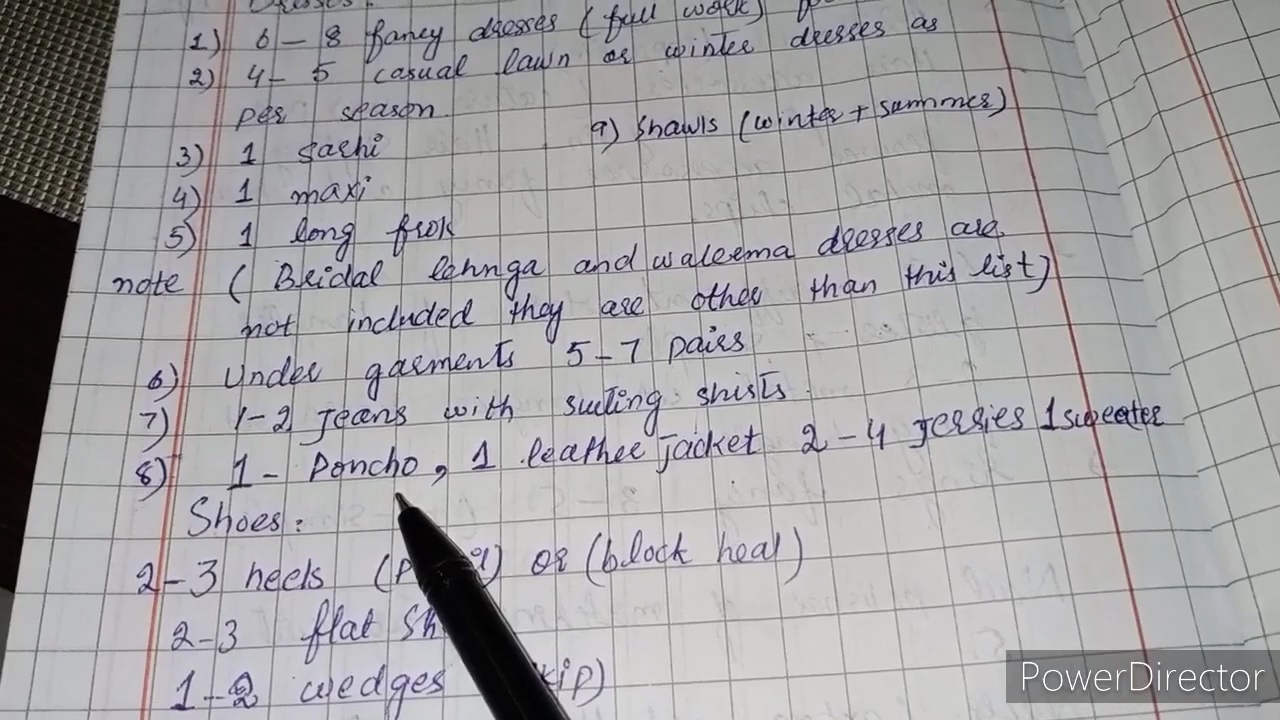 Dresses:
1) 6 - 8 fancy dresses (full work)
2) 4 - 5 casual lawn or winter dresses as
per season.
9) Shawls (winter + summer)
3) 1 sarhi
4) 1 maxi
5) 1 long frok
note ( Bridal lehnga and waleema dresses are
not included they are other than this list)
6) Under garments 5-7 pairs
7) 1-2 Jeans with suiting shirts.
8) 1 - Poncho, 1 leather jacket 2-4 Jersies 1 sweater
Shoes:
2-3 heels or (block heal)
2-3 flat
1-2 wedges
PowerDirector